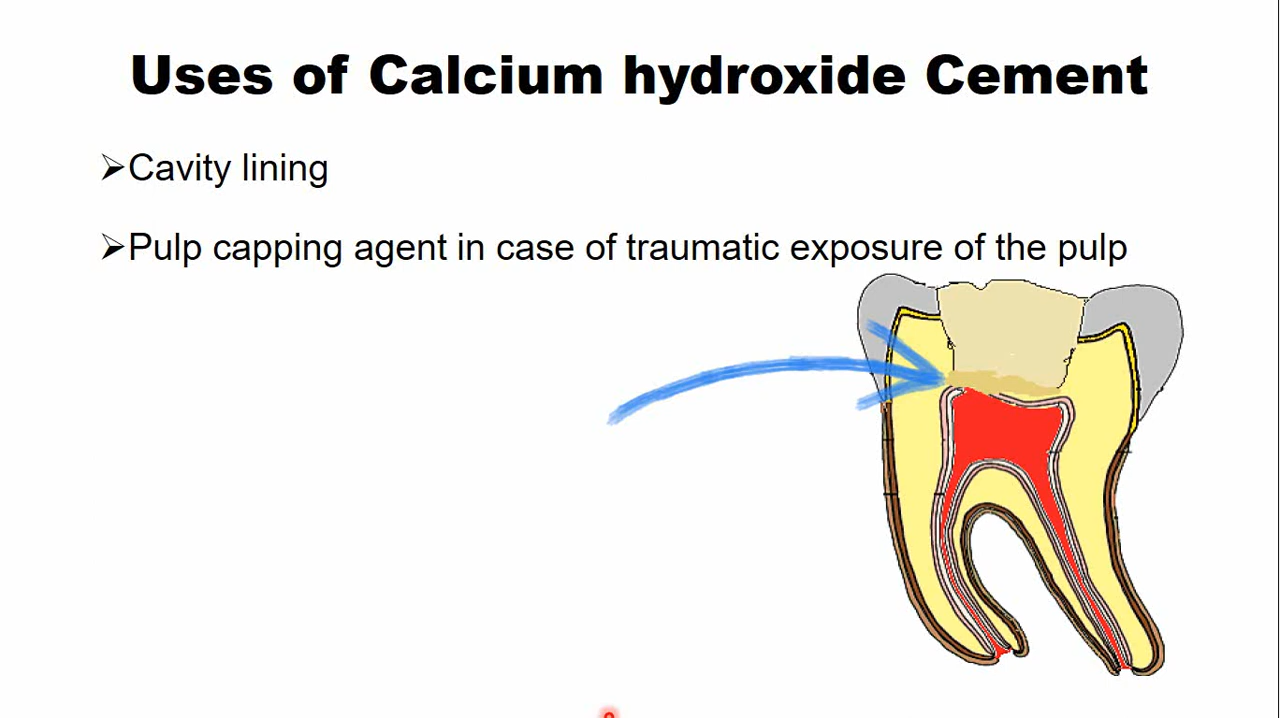 Uses of Calcium hydroxide Cement
➢Cavity lining
➢Pulp capping agent in case of traumatic exposure of the pulp